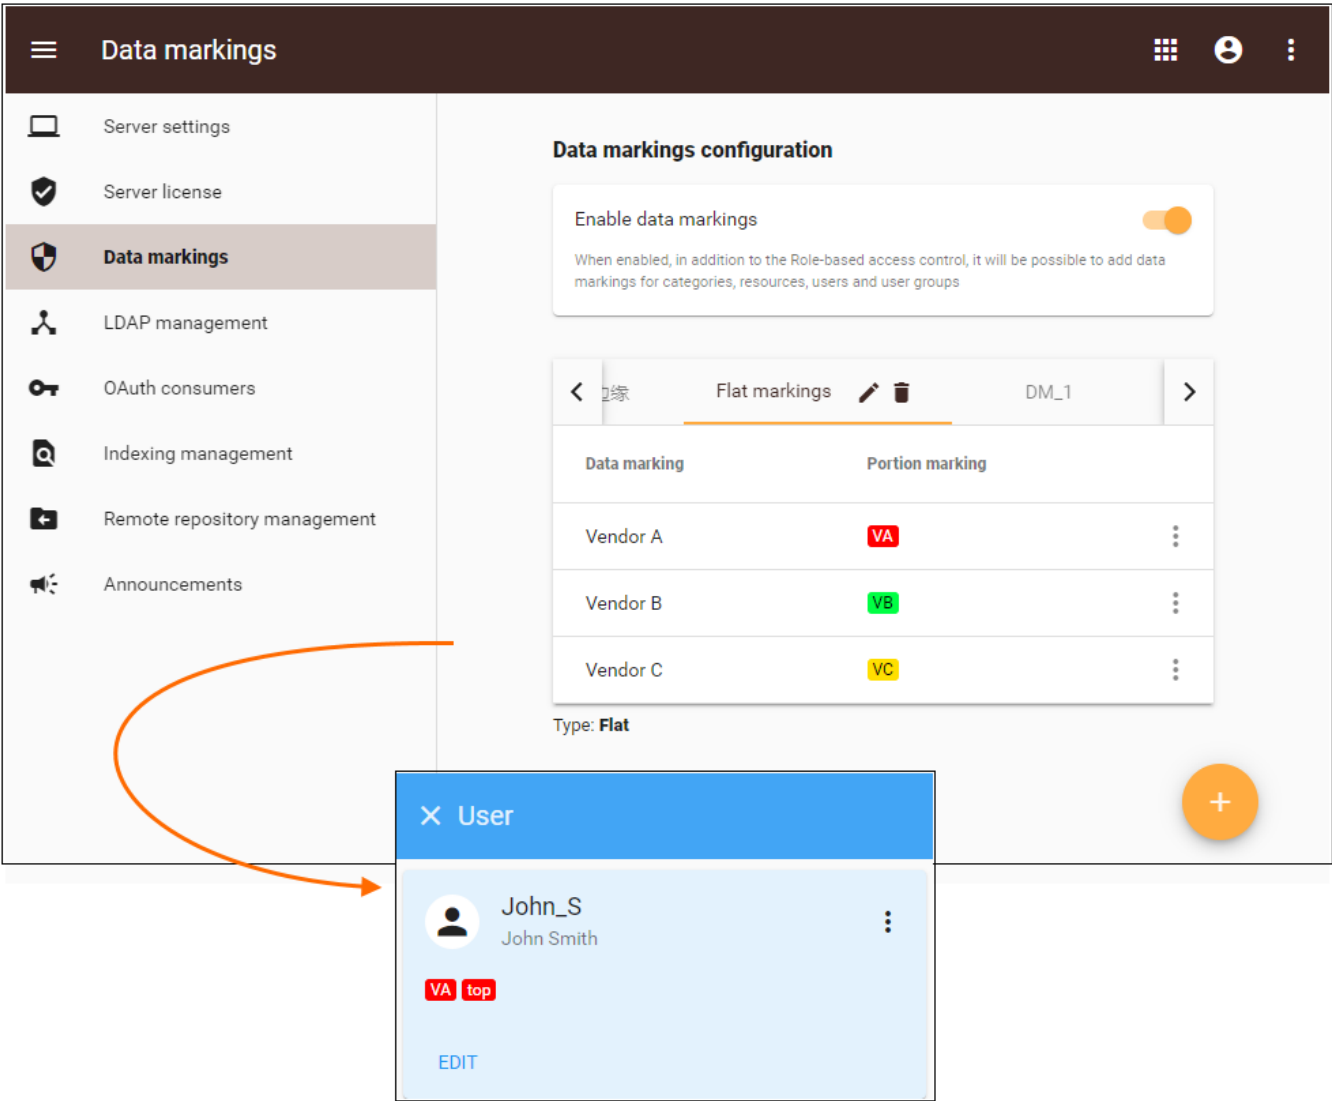 Data markings
Server settings
Server license
Data markings
LDAP management
OAuth consumers
Indexing management
Remote repository management
Announcements
Data markings configuration
Enable data markings
When enabled, in addition to the Role-based access control, it will be possible to add data
markings for categories, resources, users and user groups
缘 Flat markings DM_1
Data marking Portion marking
Vendor A VA
Vendor B VB
Vendor C VC
Type: Flat
User
John_S
John Smith
VA top
EDIT